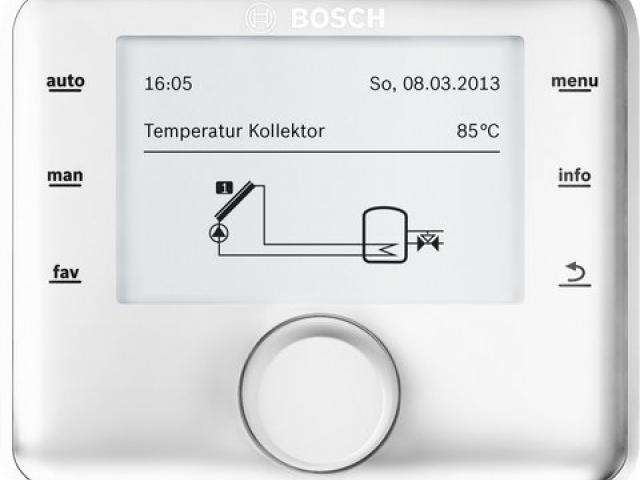 BOSCH
auto
16:05 So, 08.03.2013
menu
Temperatur Kollektor 85°C
man
1
info
fav